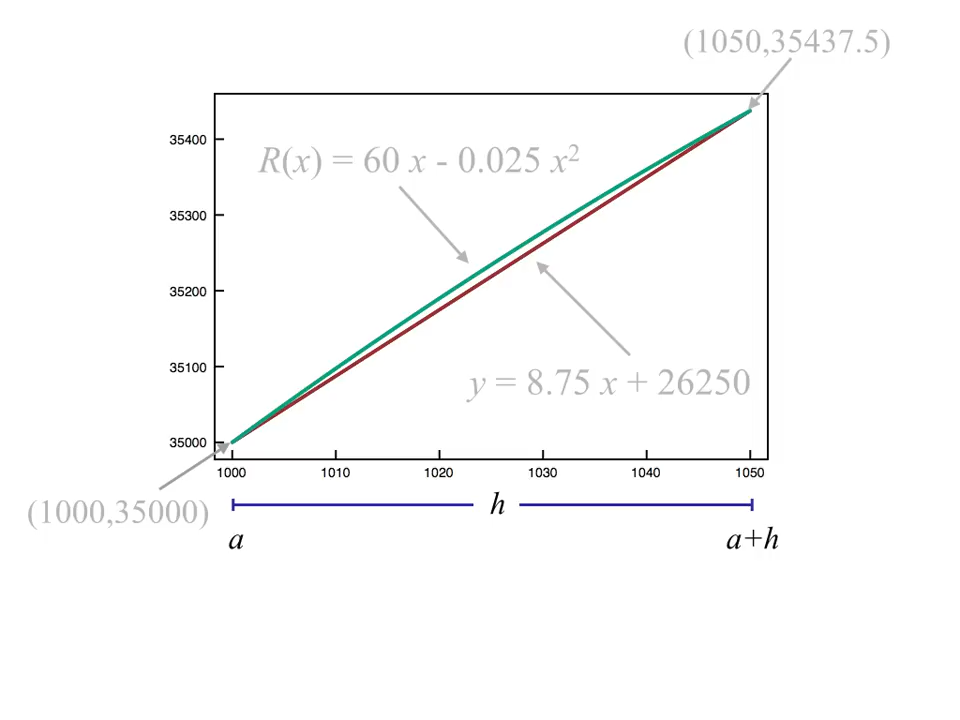 (1050,35437.5)
R(x) = 60 x - 0.025 x²
y = 8.75 x + 26250
(1000,35000)
35400
35300
35200
35100
35000
1000 1010 1020 1030 1040 1050
h
a a+h